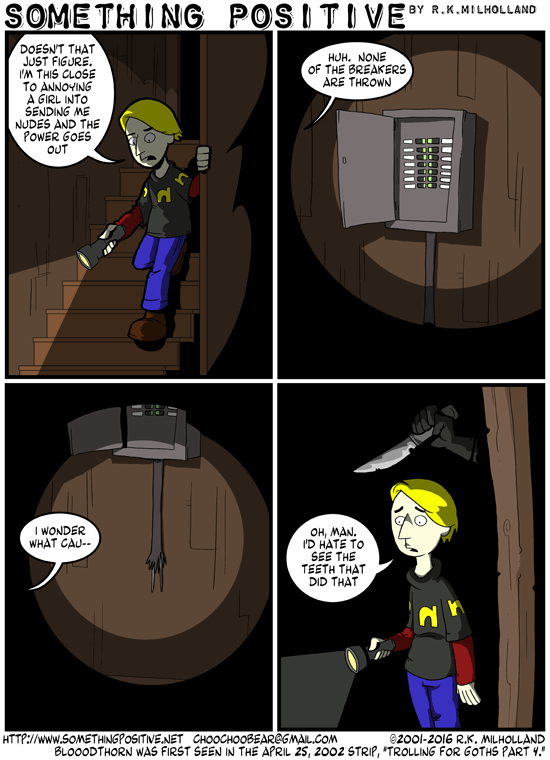 SOMETHING POSITIVE BY R.K.MILHOLLAND
DOESN'T THAT
JUST FIGURE.
I'M THIS CLOSE
TO ANNOYING
A GIRL INTO
SENDING ME
NUDES AND THE
POWER GOES
OUT
HUH. NONE
OF THE BREAKERS
ARE THROWN
I WONDER
WHAT CAU--
OH, MAN.
I'D HATE TO
SEE THE
TEETH THAT
DID THAT
HTTP://WWW.SOMETHINGPOSITIVE.NET CHOOCHOOBEAR@GMAIL.COM ©2001-2016 R.K. MILHOLLAND
BLOOODTHORN WAS FIRST SEEN IN THE APRIL 25, 2002 STRIP, "TROLLING FOR GOTHS PART 4."